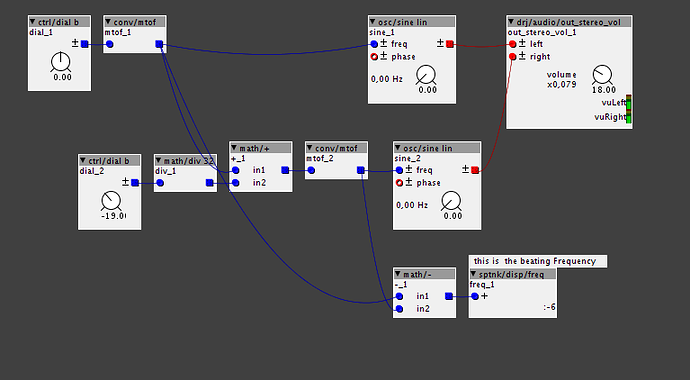 ctrl/dial b
dial_1
0.00
conv/mtof
mtof_1
osc/sine lin
sine_1
freq
phase
0,00 Hz
0.00
drj/audio/out_stereo_vol
out_stereo_vol_1
left
right
volume
x0,079
18.00
vuLeft
vuRight
ctrl/dial b
dial_2
-19.0
math/div 32
div_1
math/+
+_1
in1
in2
conv/mtof
mtof_2
osc/sine lin
sine_2
freq
phase
0,00 Hz
0.00
this is the beating Frequency
math/-
-_1
in1
in2
sptnk/disp/freq
freq_1
:-6